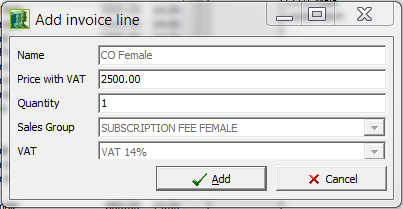 Add invoice line
Name CO Female
Price with VAT 2500.00
Quantity 1
Sales Group SUBSCRIPTION FEE FEMALE
VAT VAT 14%
Add Cancel